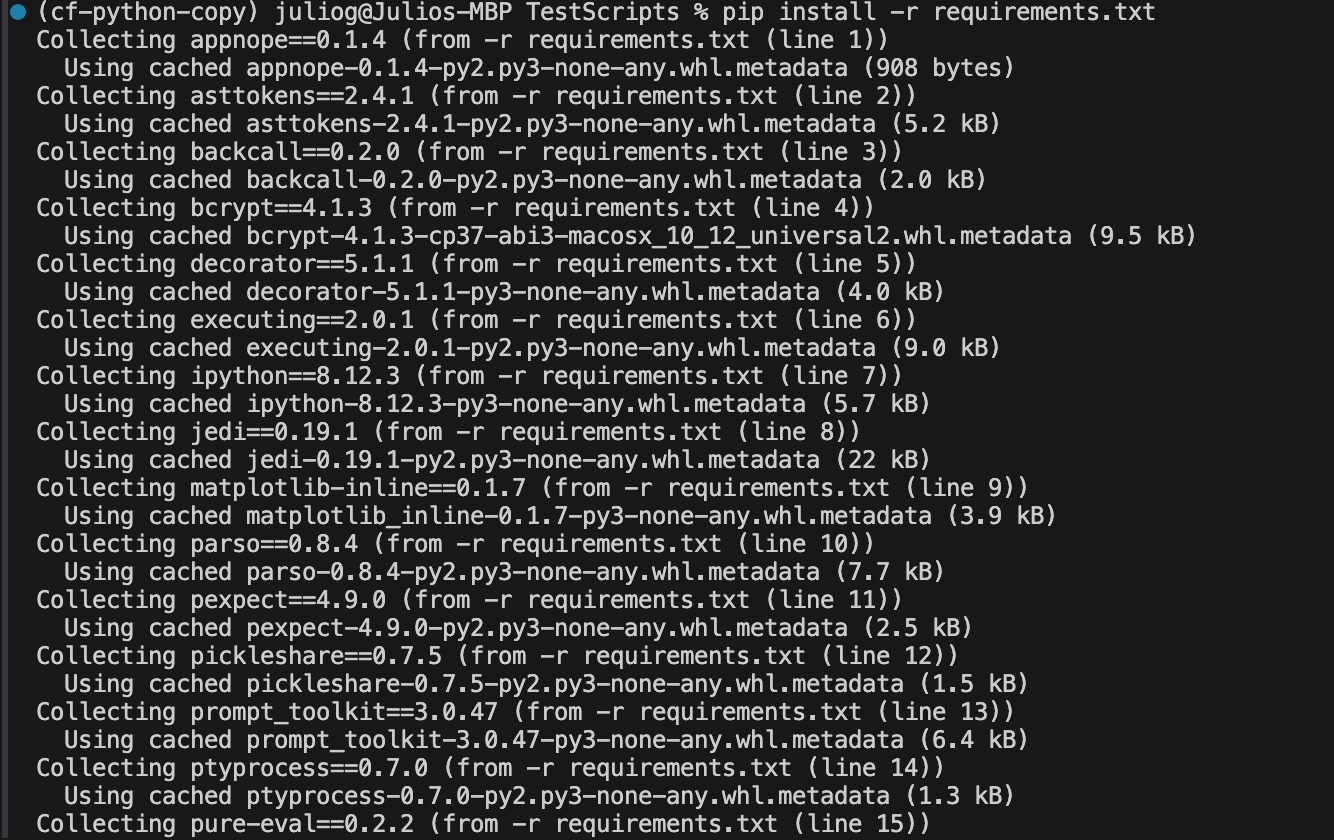 (cf-python-copy) juliog@Julios-MBP TestScripts % pip install -r requirements.txt
Collecting appnope==0.1.4 (from -r requirements.txt (line 1))
Using cached appnope-0.1.4-py2.py3-none-any.whl.metadata (908 bytes)
Collecting asttokens==2.4.1 (from -r requirements.txt (line 2))
Using cached asttokens-2.4.1-py2.py3-none-any.whl.metadata (5.2 kB)
Collecting backcall==0.2.0 (from -r requirements.txt (line 3))
Using cached backcall-0.2.0-py2.py3-none-any.whl.metadata (2.0 kB)
Collecting bcrypt==4.1.3 (from -r requirements.txt (line 4))
Using cached bcrypt-4.1.3-cp37-abi3-macosx_10_12_universal2.whl.metadata (9.5 kB)
Collecting decorator==5.1.1 (from -r requirements.txt (line 5))
Using cached decorator-5.1.1-py3-none-any.whl.metadata (4.0 kB)
Collecting executing==2.0.1 (from -r requirements.txt (line 6))
Using cached executing-2.0.1-py2.py3-none-any.whl.metadata (9.0 kB)
Collecting ipython==8.12.3 (from -r requirements.txt (line 7))
Using cached ipython-8.12.3-py3-none-any.whl.metadata (5.7 kB)
Collecting jedi==0.19.1 (from -r requirements.txt (line 8))
Using cached jedi-0.19.1-py2.py3-none-any.whl.metadata (22 kB)
Collecting matplotlib-inline==0.1.7 (from -r requirements.txt (line 9))
Using cached matplotlib_inline-0.1.7-py3-none-any.whl.metadata (3.9 kB)
Collecting parso==0.8.4 (from -r requirements.txt (line 10))
Using cached parso-0.8.4-py2.py3-none-any.whl.metadata (7.7 kB)
Collecting pexpect==4.9.0 (from -r requirements.txt (line 11))
Using cached pexpect-4.9.0-py2.py3-none-any.whl.metadata (2.5 kB)
Collecting pickleshare==0.7.5 (from -r requirements.txt (line 12))
Using cached pickleshare-0.7.5-py2.py3-none-any.whl.metadata (1.5 kB)
Collecting prompt_toolkit==3.0.47 (from -r requirements.txt (line 13))
Using cached prompt_toolkit-3.0.47-py3-none-any.whl.metadata (6.4 kB)
Collecting ptyprocess==0.7.0 (from -r requirements.txt (line 14))
Using cached ptyprocess-0.7.0-py2.py3-none-any.whl.metadata (1.3 kB)
Collecting pure-eval==0.2.2 (from -r requirements.txt (line 15))